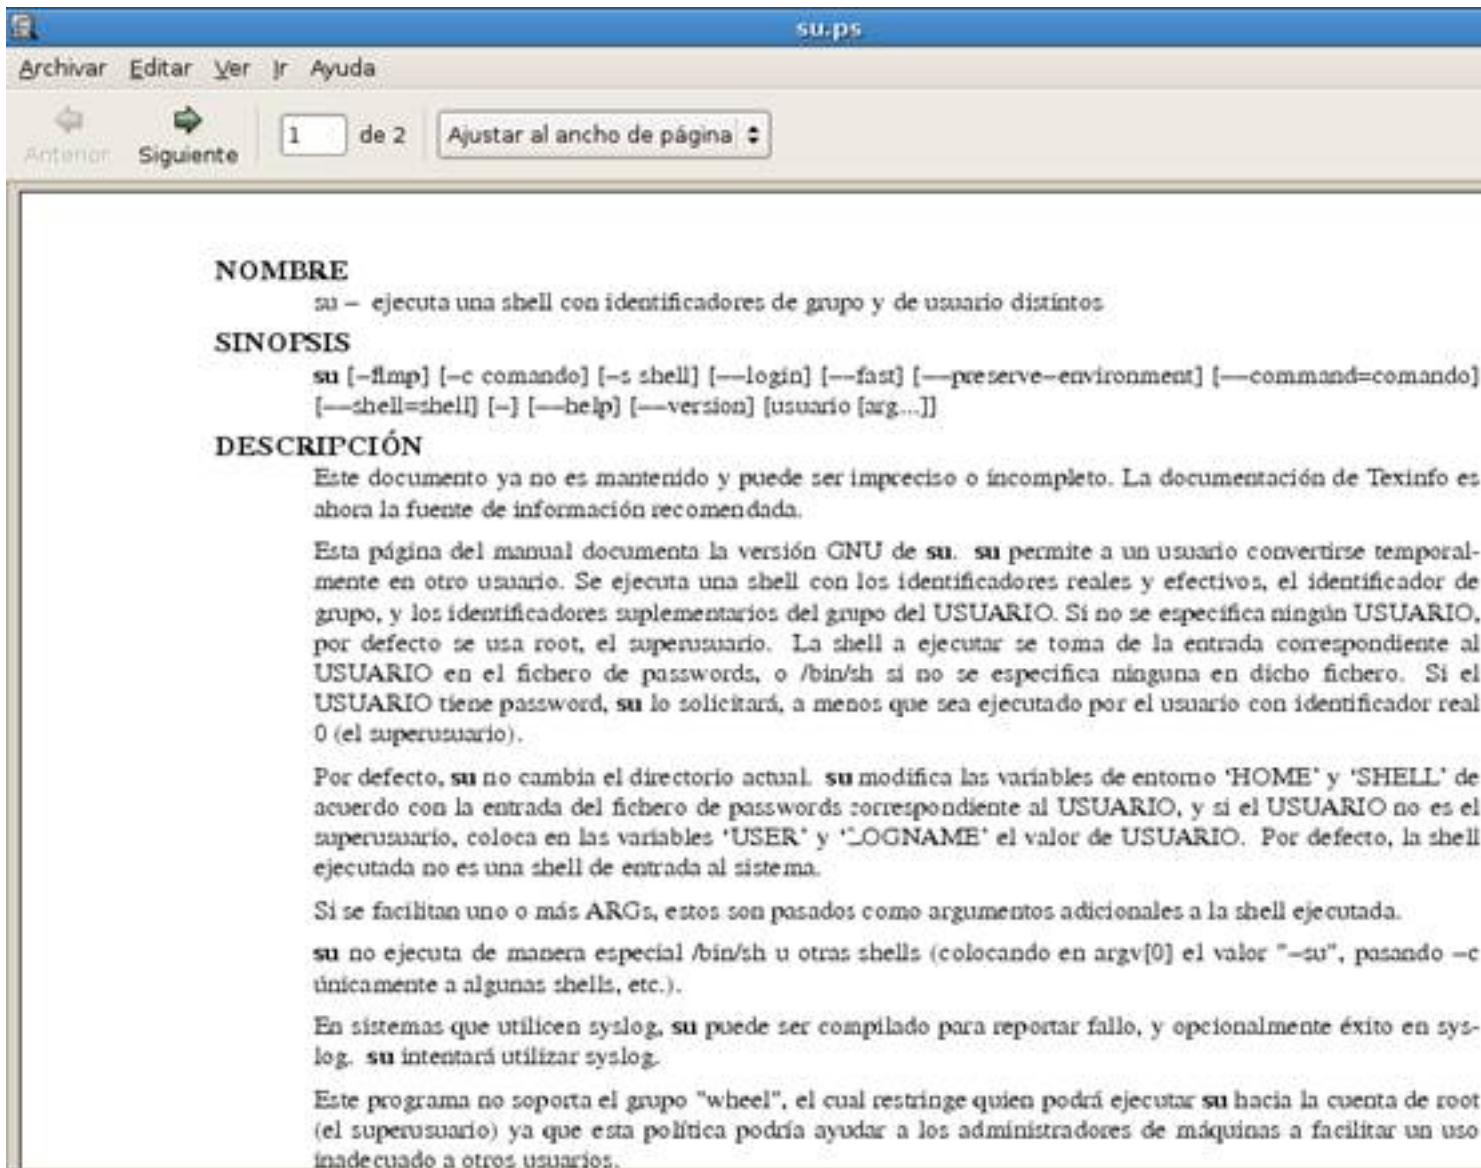 su.ps
Archivar Editar Ver Ir Ayuda
Anterior Siguiente 1 de 2 Ajustar al ancho de página
NOMBRE
su – ejecuta una shell con identificadores de grupo y de usuario distintos
SINOPSIS
su [–flmp] [–c comando] [–s shell] [––login] [––fast] [––preserve–environment] [––command=comando]
[––shell=shell] [–] [––help] [––version] [usuario [arg...]]
DESCRIPCIÓN
Este documento ya no es mantenido y puede ser impreciso o incompleto. La documentación de Texinfo es
ahora la fuente de información recomendada.
Esta página del manual documenta la versión GNU de su. su permite a un usuario convertirse temporal-
mente en otro usuario. Se ejecuta una shell con los identificadores reales y efectivos, el identificador de
grupo, y los identificadores suplementarios del grupo del USUARIO. Si no se especifica ningún USUARIO,
por defecto se usa root, el superusuario. La shell a ejecutar se toma de la entrada correspondiente al
USUARIO en el fichero de passwords, o /bin/sh si no se especifica ninguna en dicho fichero. Si el
USUARIO tiene password, su lo solicitará, a menos que sea ejecutado por el usuario con identificador real
0 (el superusuario).
Por defecto, su no cambia el directorio actual. su modifica las variables de entorno ‘HOME’ y ‘SHELL’ de
acuerdo con la entrada del fichero de passwords correspondiente al USUARIO, y si el USUARIO no es el
superusuario, coloca en las variables ‘USER’ y ‘LOGNAME’ el valor de USUARIO. Por defecto, la shell
ejecutada no es una shell de entrada al sistema.
Si se facilitan uno o más ARGs, estos son pasados como argumentos adicionales a la shell ejecutada.
su no ejecuta de manera especial /bin/sh u otras shells (colocando en argv[0] el valor "–su", pasando –c
únicamente a algunas shells, etc.).
En sistemas que utilicen syslog, su puede ser compilado para reportar fallo, y opcionalmente éxito en sys-
log. su intentará utilizar syslog.
Este programa no soporta el grupo "wheel", el cual restringe quien podrá ejecutar su hacia la cuenta de root
(el superusuario) ya que esta política podría ayudar a los administradores de máquinas a facilitar un uso
inadecuado a otros usuarios.